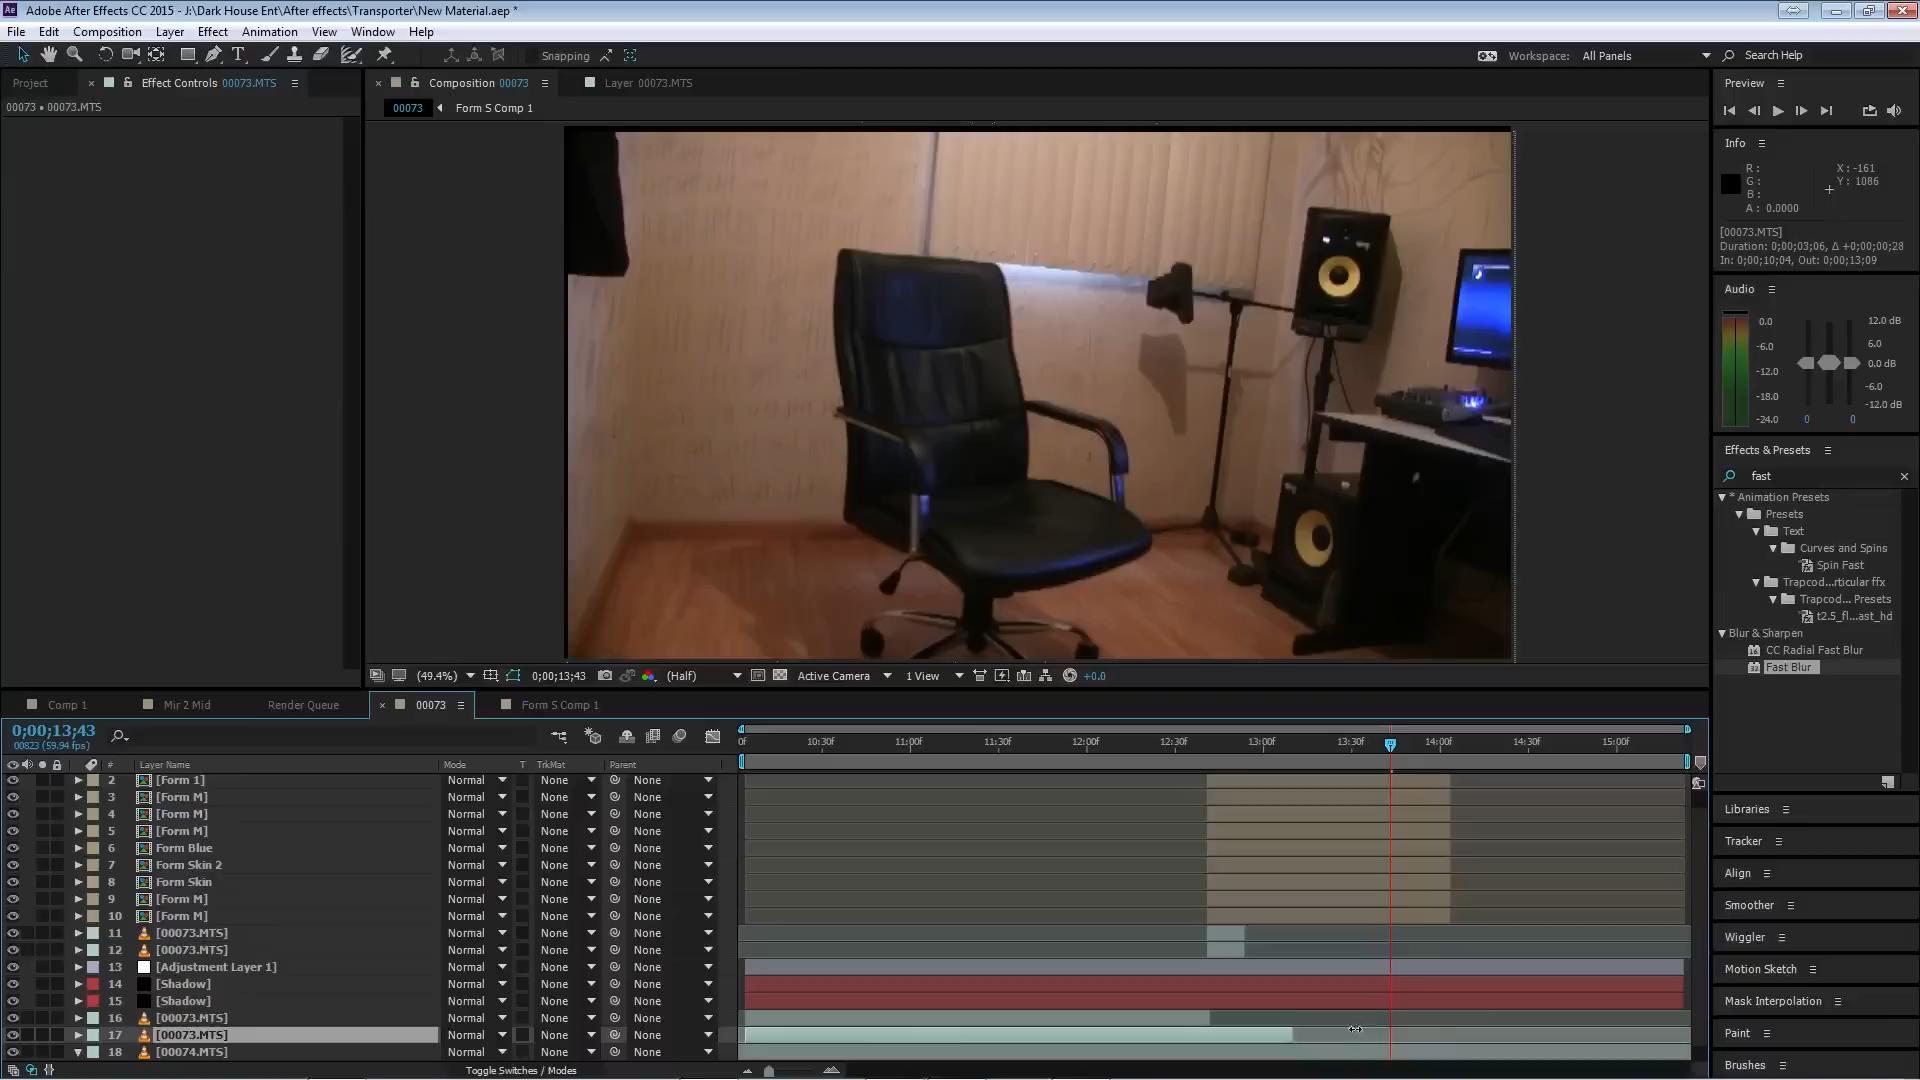 Adobe After Effects CC 2015 - J:\Dark House Ent\After effects\Transporter\New Material.aep *
File Edit Composition Layer Effect Animation View Window Help
Snapping
Workspace: All Panels
Search Help
Project
Effect Controls 00073.MTS
Composition 00073
Layer 00073.MTS
00073 • 00073.MTS
00073
Form S Comp 1
Preview
Info
R :
G :
B :
A : 0.0000
X : -161
Y : 1086
[00073.MTS]
Duration: 0;00;03;06, Δ +0;00;00;28
In: 0;00;10;04, Out: 0;00;13;09
Audio
0.0
-6.0
-12.0
-18.0
-24.0
12.0 dB
6.0
0.0 dB
-6.0
-12.0 dB
0 0
Effects & Presets
fast
* Animation Presets
Presets
Text
Curves and Spins
Spin Fast
Trapcod...rticular ffx
Trapcod... Presets
t2.5_fl...ast_hd
Blur & Sharpen
CC Radial Fast Blur
Fast Blur
(49.4%) 0;00;13;43 (Half) Active Camera 1 View +0.0
Comp 1
Mir 2 Mid
Render Queue
00073
Form S Comp 1
0;00;13;43
00823 (59.94 fps)
0f 10:30f 11:00f 11:30f 12:00f 12:30f 13:00f 13:30f 14:00f 14:30f 15:00f
# Layer Name Mode T TrkMat Parent
2 [Form 1] Normal None None
3 [Form M] Normal None None
4 [Form M] Normal None None
5 [Form M] Normal None None
6 Form Blue Normal None None
7 Form Skin 2 Normal None None
8 Form Skin Normal None None
9 [Form M] Normal None None
10 [Form M] Normal None None
11 [00073.MTS] Normal None None
12 [00073.MTS] Normal None None
13 [Adjustment Layer 1] Normal None None
14 [Shadow] Normal None None
15 [Shadow] Normal None None
16 [00073.MTS] Normal None None
17 [00073.MTS] Normal None None
18 [00074.MTS] Normal None None
Toggle Switches / Modes
Libraries
Tracker
Align
Smoother
Wiggler
Motion Sketch
Mask Interpolation
Paint
Brushes